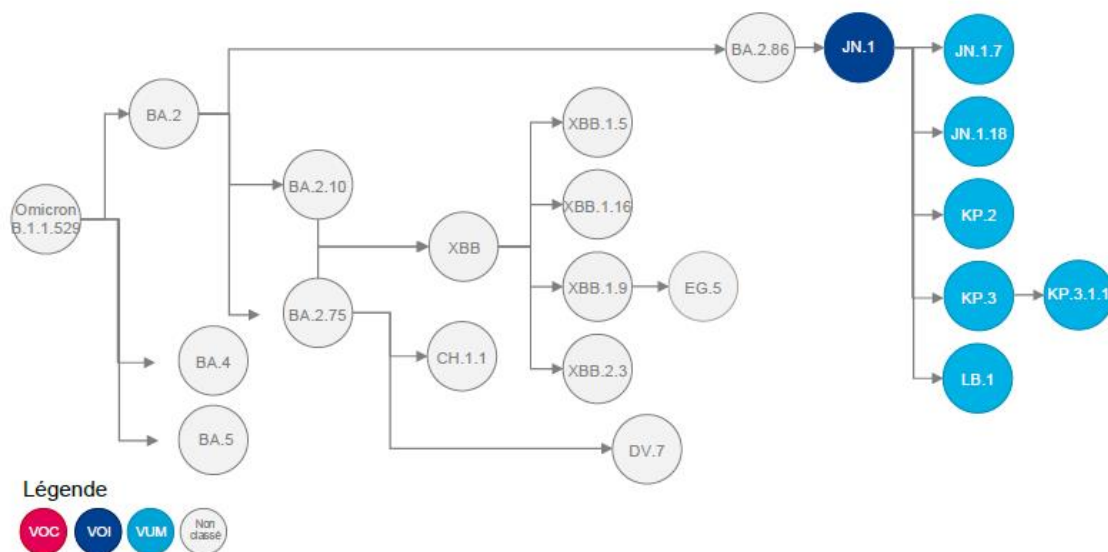 BA.2.86
JN.1
JN.1.7
BA.2
XBB.1.5
JN.1.18
BA.2.10
Omicron
B.1.1.529
XBB.1.16
KP.2
XBB
XBB.1.9
EG.5
KP.3
KP.3.1.1
BA.2.75
BA.4
CH.1.1
XBB.2.3
LB.1
BA.5
DV.7
Légende
VOC
VOI
VUM
Non
classé